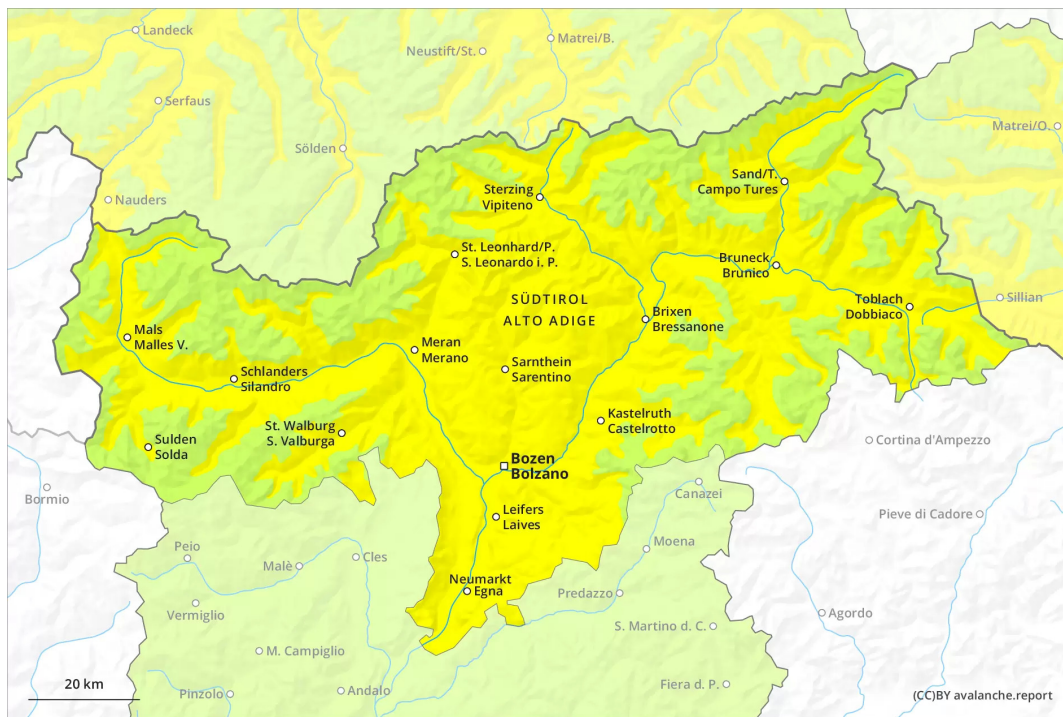 Landeck
Matrei/B.
Neustift/St.
Serfaus
Matrei/O.
Sölden
Sand/T.
Campo Tures
Sterzing
Vipiteno
Nauders
St. Leonhard/P.
S. Leonardo i. P.
Bruneck
Brunico
SÜDTIROL
ALTO ADIGE
Toblach
Dobbiaco
Sillian
Brixen
Bressanone
Mals
Malles V.
Meran
Merano
Sarnthein
Sarentino
Schlanders
Silandro
Kastelruth
Castelrotto
St. Walburg
S. Valburga
Sulden
Solda
Cortina d'Ampezzo
Bozen
Bolzano
Bormio
Canazei
Leifers
Laives
Pieve di Cadore
Moena
Peio
Cles
Malè
Neumarkt
Egna
Predazzo
Vermiglio
Agordo
S. Martino d. C.
M. Campiglio
20 km
Pinzolo
Andalo
Fiera d. P.
(CC)BY avalanche.report